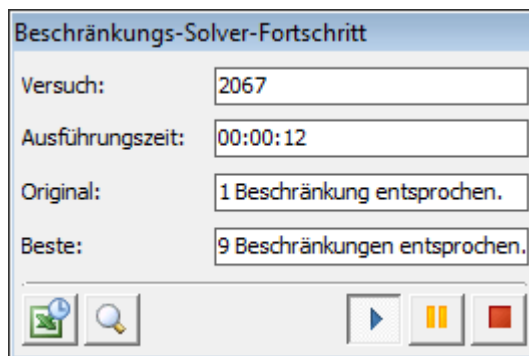 Beschränkungs-Solver-Fortschritt
Versuch: 2067
Ausführungszeit: 00:00:12
Original: 1 Beschränkung entsprochen.
Beste: 9 Beschränkungen entsprochen.